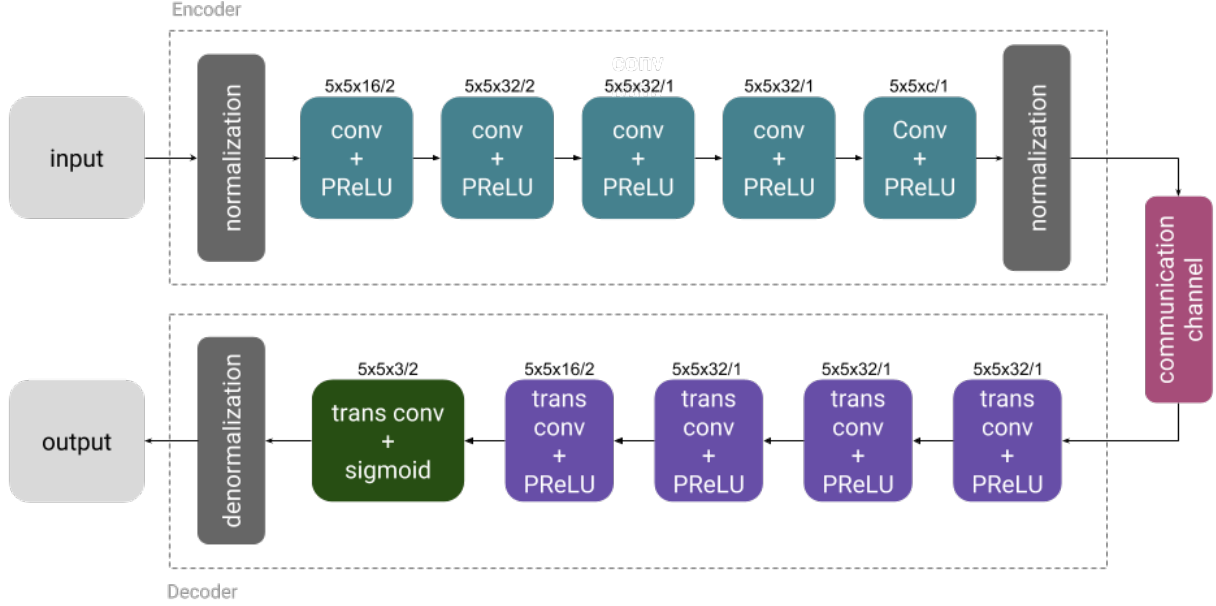 Encoder
conv
5x5x16/2
5x5x32/2
5x5x32/1
5x5x32/1
5x5xc/1
input
normalization
conv
+
PReLU
conv
+
PReLU
conv
+
PReLU
conv
+
PReLU
Conv
+
PReLU
normalization
communication
channel
5x5x3/2
5x5x16/2
5x5x32/1
5x5x32/1
5x5x32/1
output
denormalization
trans conv
+
sigmoid
trans
conv
+
PReLU
trans
conv
+
PReLU
trans
conv
+
PReLU
trans
conv
+
PReLU
Decoder